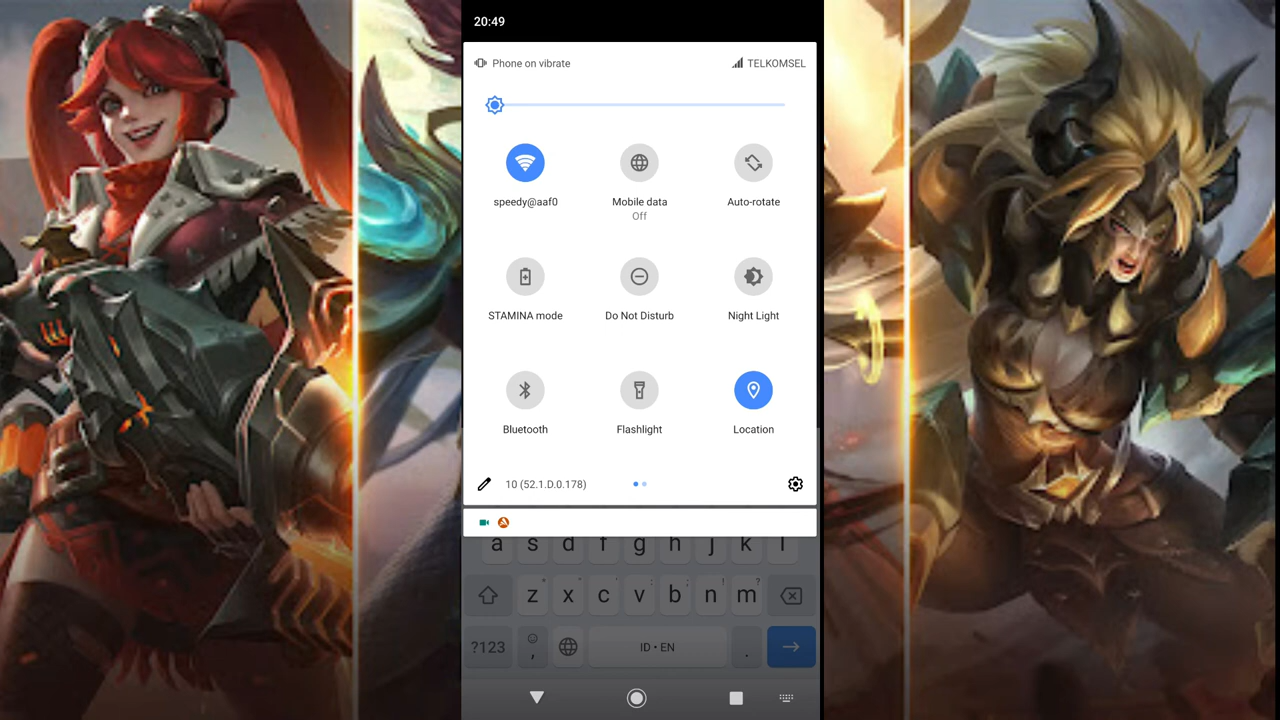 20:49
Phone on vibrate
TELKOMSEL
speedy@aaf0
Mobile data
Off
Auto-rotate
STAMINA mode
Do Not Disturb
Night Light
Bluetooth
Flashlight
Location
10 (52.1.D.0.178)
a s d f g h j k l
z x c v b n m
?123 , ID • EN .